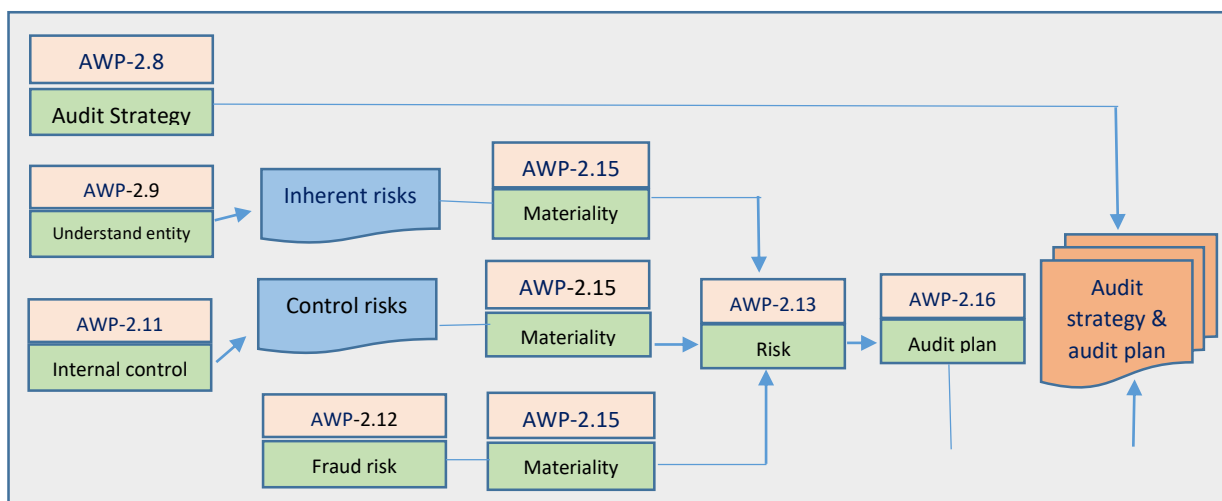 AWP-2.8
Audit Strategy
AWP-2.9
Understand entity
Inherent risks
AWP-2.15
Materiality
AWP-2.11
Internal control
Control risks
AWP-2.15
Materiality
AWP-2.13
Risk
AWP-2.16
Audit plan
Audit
strategy &
audit plan
AWP-2.12
Fraud risk
AWP-2.15
Materiality